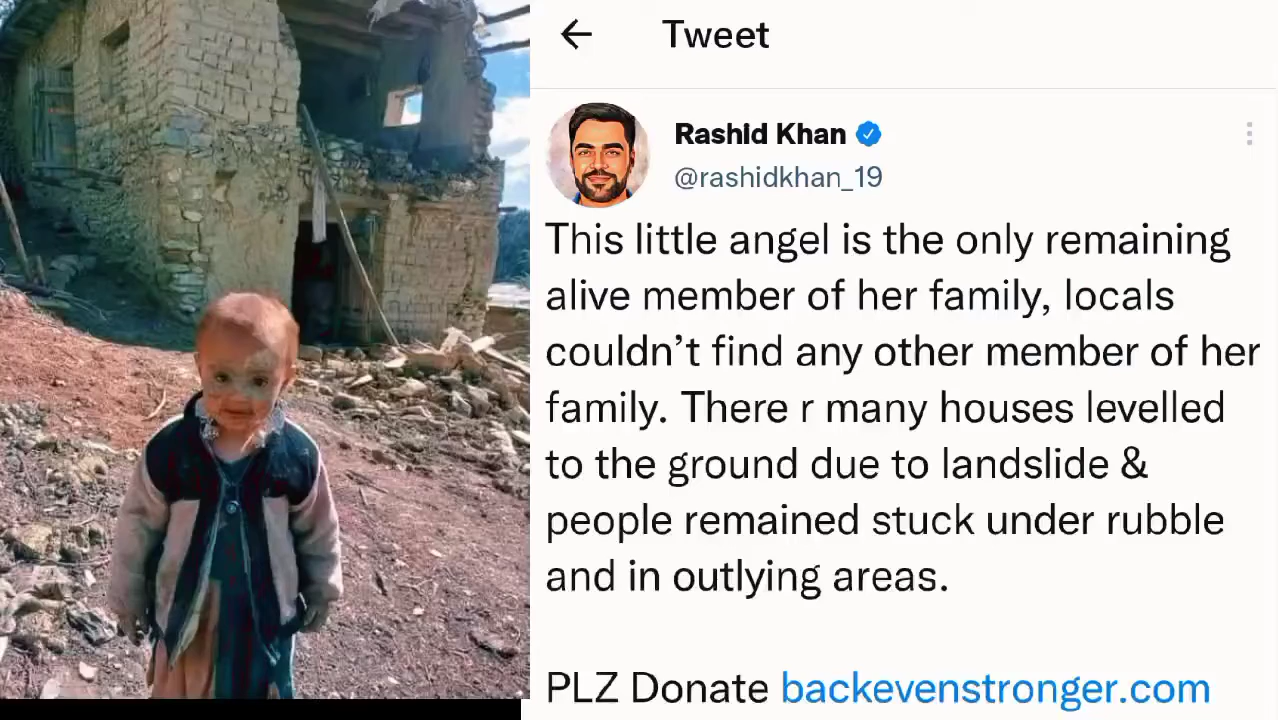 Tweet
Rashid Khan
@rashidkhan_19
This little angel is the only remaining
alive member of her family, locals
couldn’t find any other member of her
family. There r many houses levelled
to the ground due to landslide &
people remained stuck under rubble
and in outlying areas.
PLZ Donate backevenstronger.com